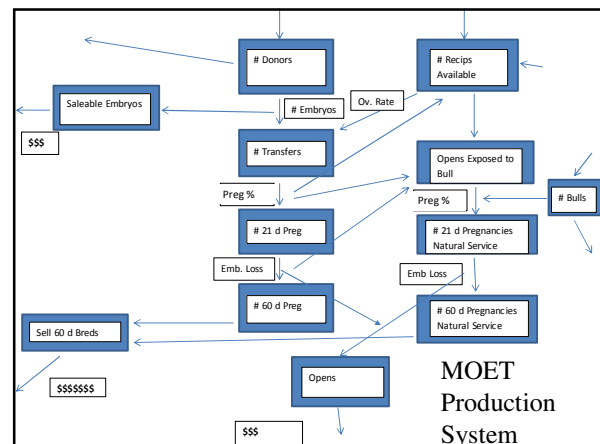 # Donors
# Recips
Available
Saleable Embryos
# Embryos
Ov. Rate
$$$
# Transfers
Opens Exposed to
Bull
Preg %
Preg %
# Bulls
# 21 d Preg
# 21 d Pregnancies
Natural Service
Emb. Loss
Emb Loss
# 60 d Preg
# 60 d Pregnancies
Natural Service
Sell 60 d Breds
Opens
$$$$$$$
$$$
MOET
Production
System